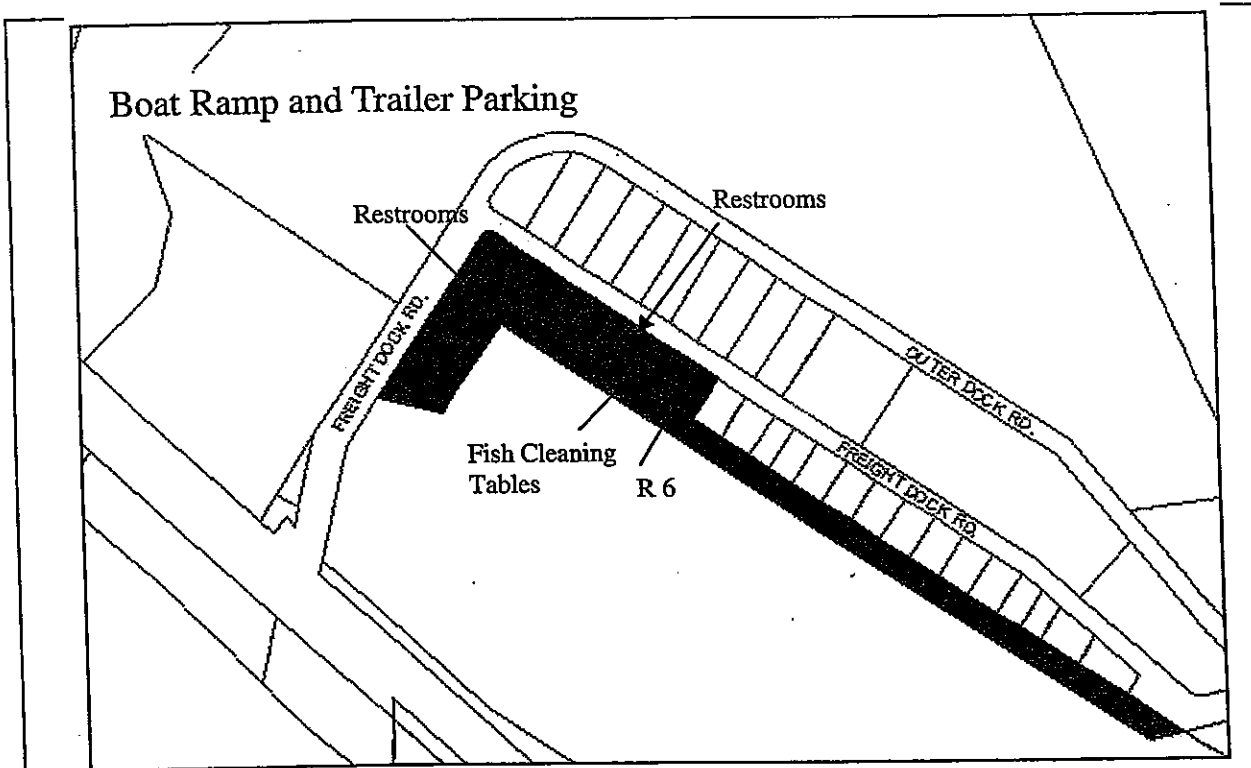 Boat Ramp and Trailer Parking
Restrooms
Restrooms
FREIGHT DOCK RD.
OUTER DOCK RD.
FREIGHT DOCK RD.
Fish Cleaning
Tables
R 6